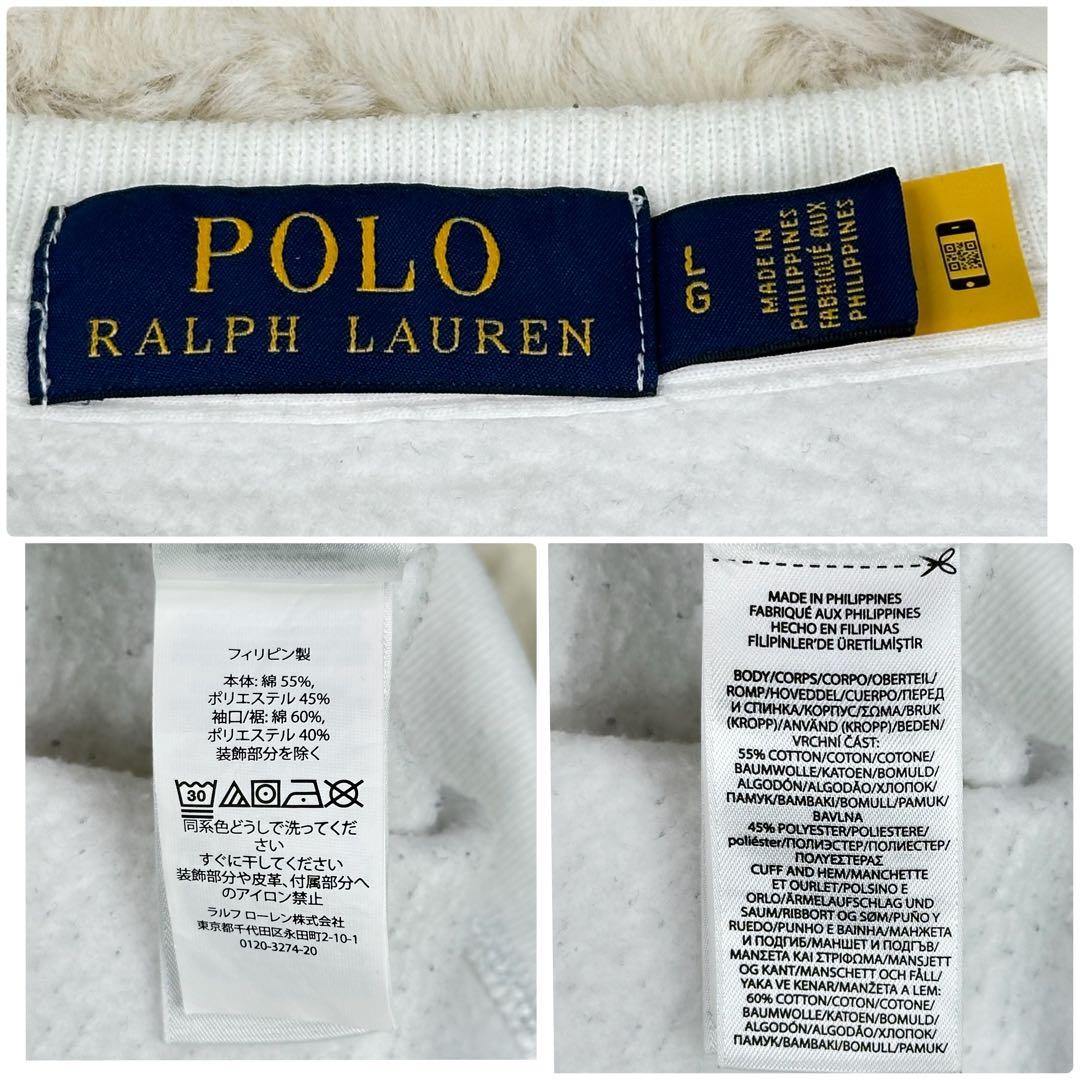 POLO
RALPH LAUREN
L
G
MADE IN
PHILIPPINES
FABRIQUÉ AUX
PHILIPPINES
フィリピン製
本体: 綿 55%,
ポリエステル 45%
袖口/裾: 綿 60%,
ポリエステル 40%
装飾部分を除く
30
同系色どうしで洗ってくだ
さい
すぐに干してください
装飾部分や皮革、付属部分へ
のアイロン禁止
ラルフ ローレン株式会社
東京都千代田区永田町2-10-1
0120-3274-20
MADE IN PHILIPPINES
FABRIQUÉ AUX PHILIPPINES
HECHO EN FILIPINAS
FİLİPİNLER'DE ÜRETİLMİŞTİR
BODY/CORPS/CORPO/OBERTEIL/
ROMP/HOVEDDEL/CUERPO/ПЕРЕД
И СПИНКА/КОРПУС/ΣΩΜΑ/BRUK
(KROPP)/ANVÄND (KROPP)/BEDEN/
VRCHNÍ ČÁST:
55% COTTON/COTON/COTONE/
BAUMWOLLE/KATOEN/BOMULD/
ALGODÓN/ALGODÃO/ХЛОПОК/
ПАМУК/ΒΑΜΒΑΚΙ/BOMULL/PAMUK/
BAVLNA
45% POLYESTER/POLIESTERE/
poliéster/ПОЛИЭСТЕР/ПОЛИЕСТЕР/
ΠΟΛΥΕΣΤΕΡΑΣ
CUFF AND HEM/MANCHETTE
ET OURLET/POLSINO E
ORLO/ÄRMELAUFSCHLAG UND
SAUM/RIBBORT OG SØM/PUÑO Y
RUEDO/PUNHO E BAINHA/МАНЖЕТА
И ПОДГИБ/МАНШЕТ И ПОДГЪВ/
ΜΑΝΣΕΤΑ ΚΑΙ ΣΤΡΙΦΩΜΑ/MANSJETT
OG KANT/MANSCHETT OCH FÅLL/
YAKA VE KENAR/MANŽETA A LEM:
60% COTTON/COTON/COTONE/
BAUMWOLLE/KATOEN/BOMULD/
ALGODÓN/ALGODÃO/ХЛОПОК/
ПАМУК/ΒΑΜΒΑΚΙ/BOMULL/PAMUK/